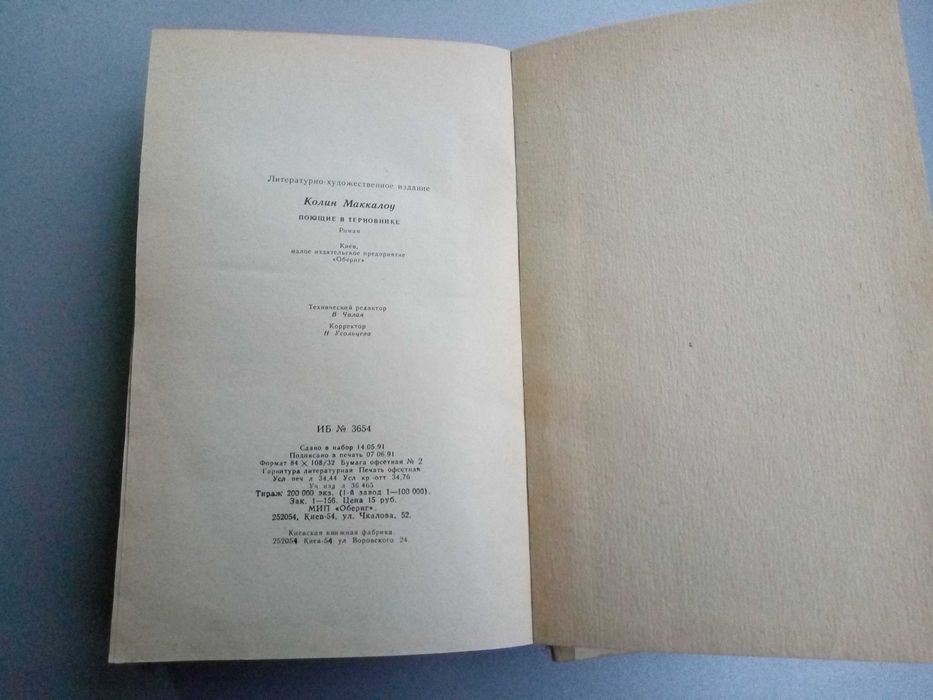 Литературно-художественное издание
Колин Маккалоу
ПОЮЩИЕ В ТЕРНОВНИКЕ
Роман
Киев,
малое издательское предприятие
«Обериг»
Технический редактор
В Чалая
Корректор
Н Усольцева
ИБ № 3654
Сдано в набор 14.05.91
Подписано в печать 07 06.91
Формат 84 × 108/32 Бумага офсетная № 2
Гарнитура литературная Печать офсетная
Усл печ л 34,44 Усл кр-отт 34,76
Уч изд л 36 465
Тираж 200 000 экз. (1-й завод 1—100 000).
Зак. 1—156. Цена 15 руб.
МИП «Обериг».
252054, Киев-54, ул. Чкалова, 52.
Киевская книжная фабрика.
252054 Киев-54 ул Воровского 24